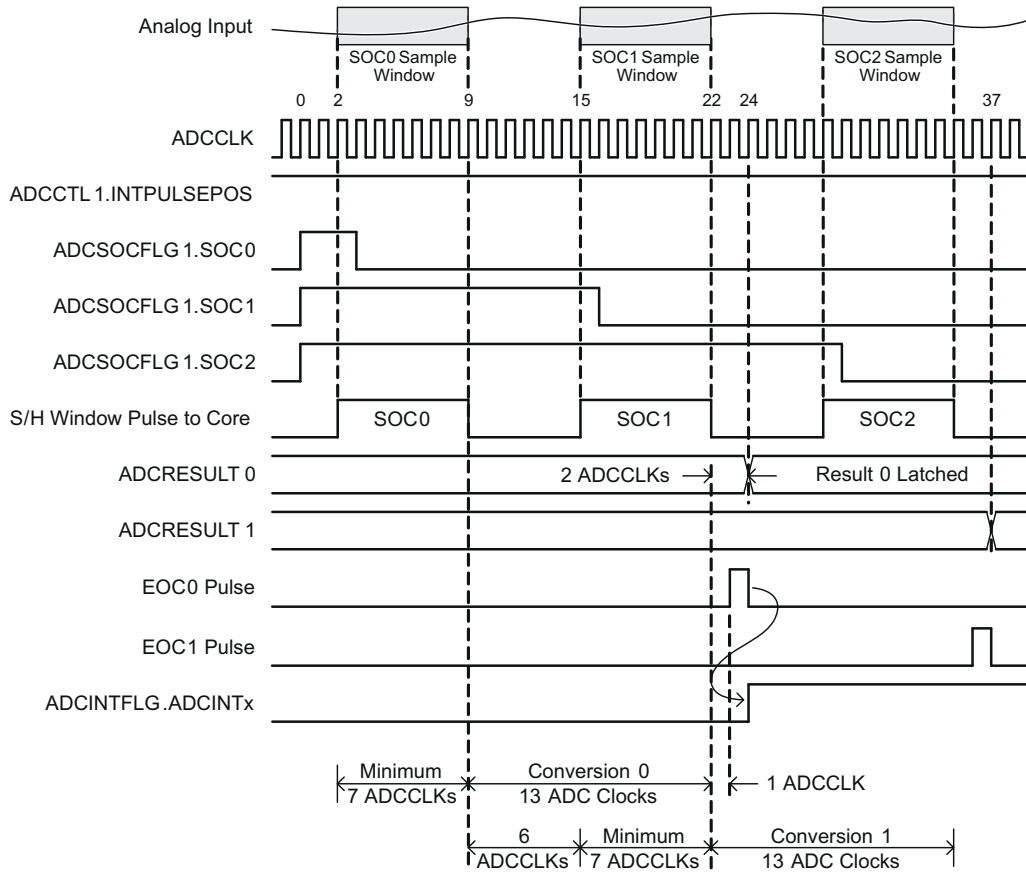 Analog Input
SOC0 Sample
Window
SOC1 Sample
Window
SOC2 Sample
Window
0 2 9 15 22 24 37
ADCCLK
ADCCTL 1.INTPULSEPOS
ADCSOCFLG 1.SOC0
ADCSOCFLG 1.SOC1
ADCSOCFLG 1.SOC2
S/H Window Pulse to Core
SOC0
SOC1
SOC2
ADCRESULT 0
2 ADCCLKs
Result 0 Latched
ADCRESULT 1
EOC0 Pulse
EOC1 Pulse
ADCINTFLG.ADCINTx
Minimum
7 ADCCLKs
Conversion 0
13 ADC Clocks
1 ADCCLK
6
ADCCLKs
Minimum
7 ADCCLKs
Conversion 1
13 ADC Clocks